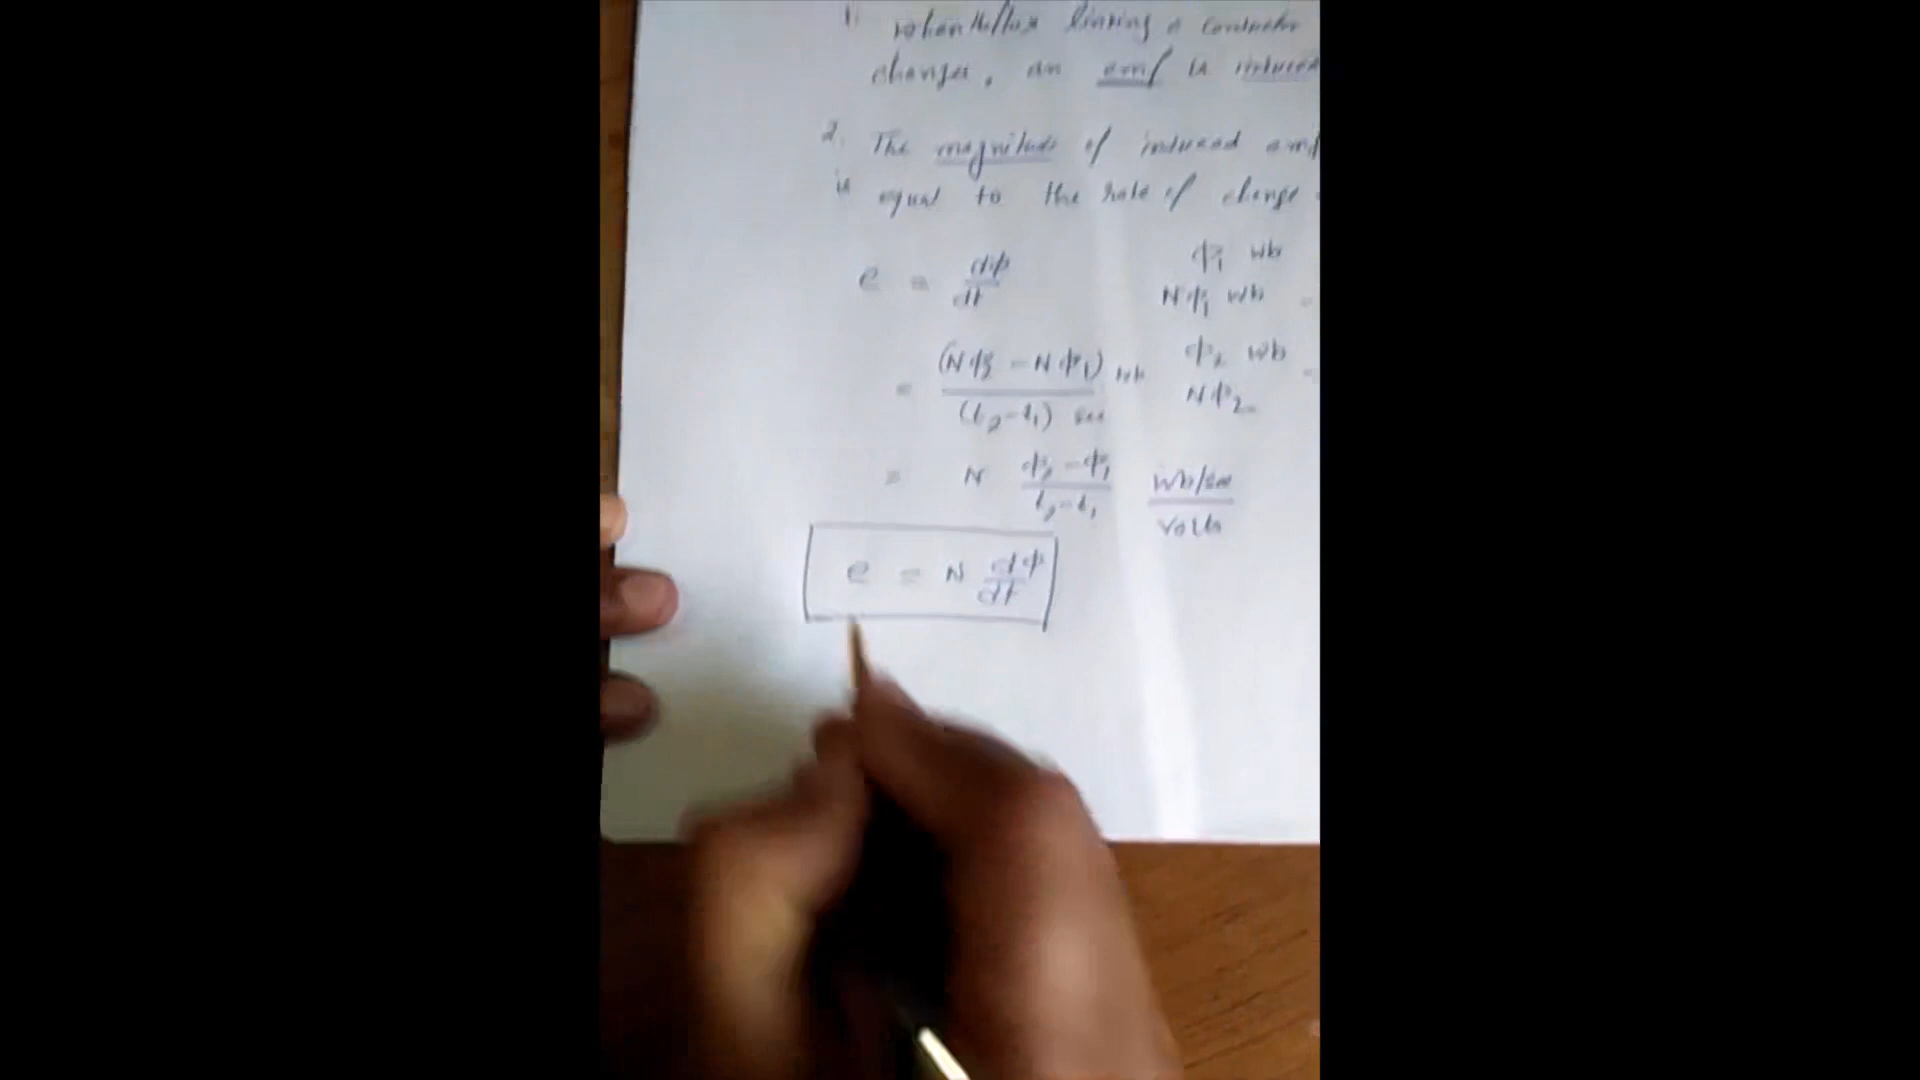 1. when the flux linking a conductor
changes, an emf is induced
2. The magnitude of induced emf
is equal to the rate of change
e = dφ/dt
φ₁ wb
Nφ₁ wb
= (Nφ₂ - Nφ₁) wb / (t₂-t₁) sec
φ₂ wb
Nφ₂
= N φ₂-φ₁ / t₂-t₁ wb/sec
volts
e = N dφ/dt